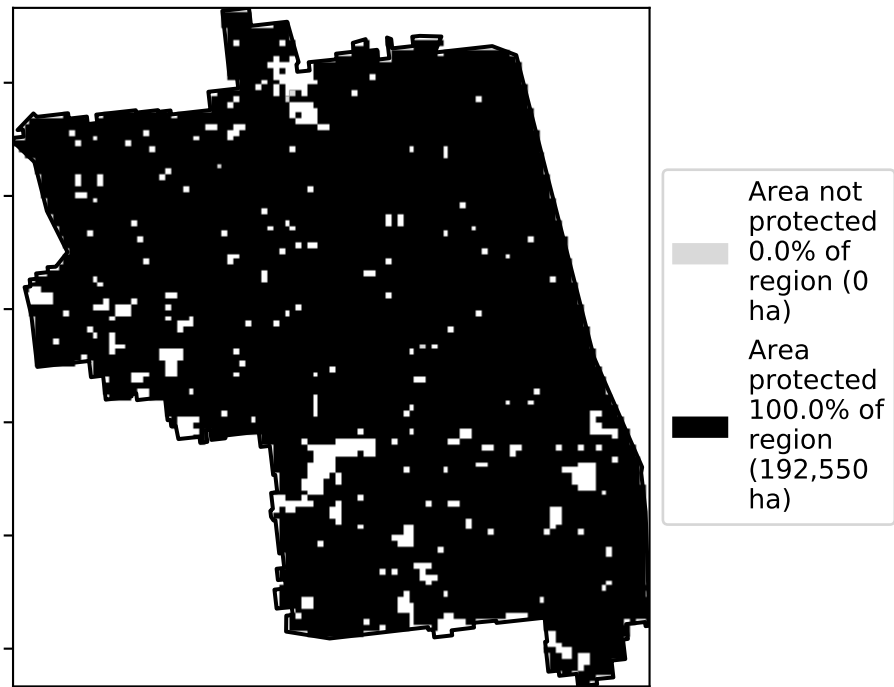 Area not
protected
0.0% of
region (0
ha)
Area
protected
100.0% of
region
(192,550
ha)